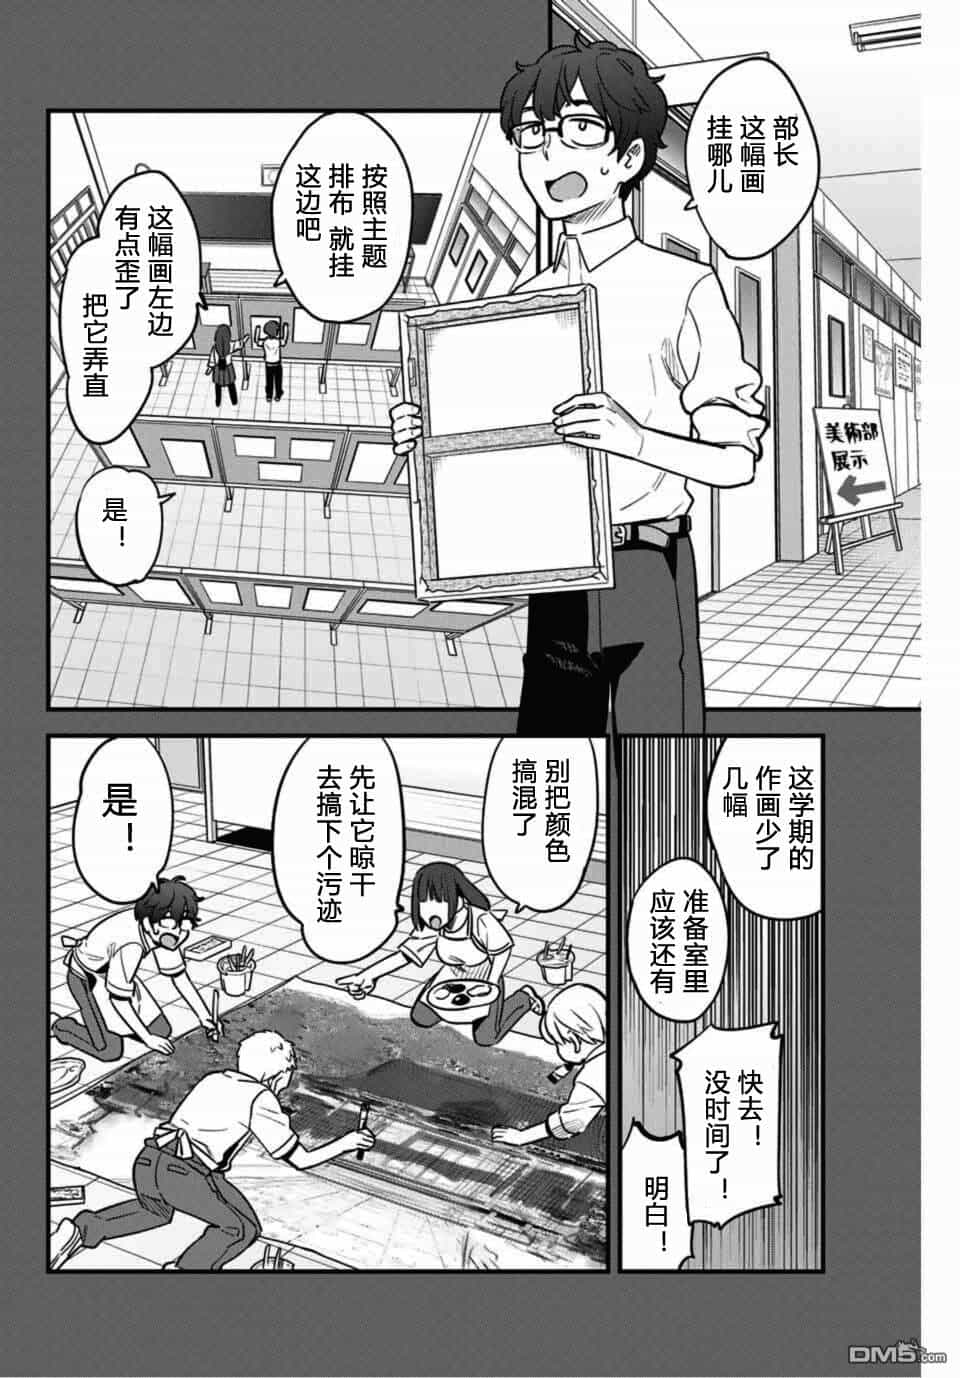 部长
这幅画
挂哪儿
按照主题
排布 就挂
这边吧
这幅画左边
有点歪了
把它弄直
是！
美術部
展示
这学期的
作画少了
几幅
准备室里
应该还有
快去！
没时间了！
明白！
别把颜色
搞混了
先让它晾干
去搞下个污迹
是！
DM5.com